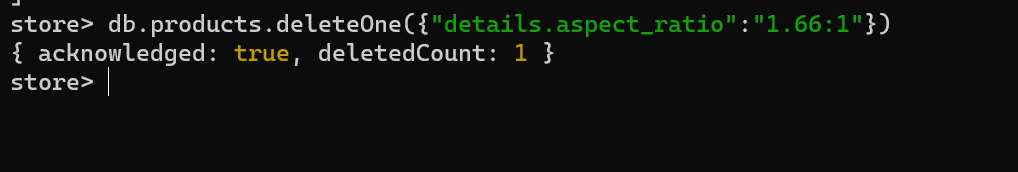 ]
store> db.products.deleteOne({"details.aspect_ratio":"1.66:1"})
{ acknowledged: true, deletedCount: 1 }
store>